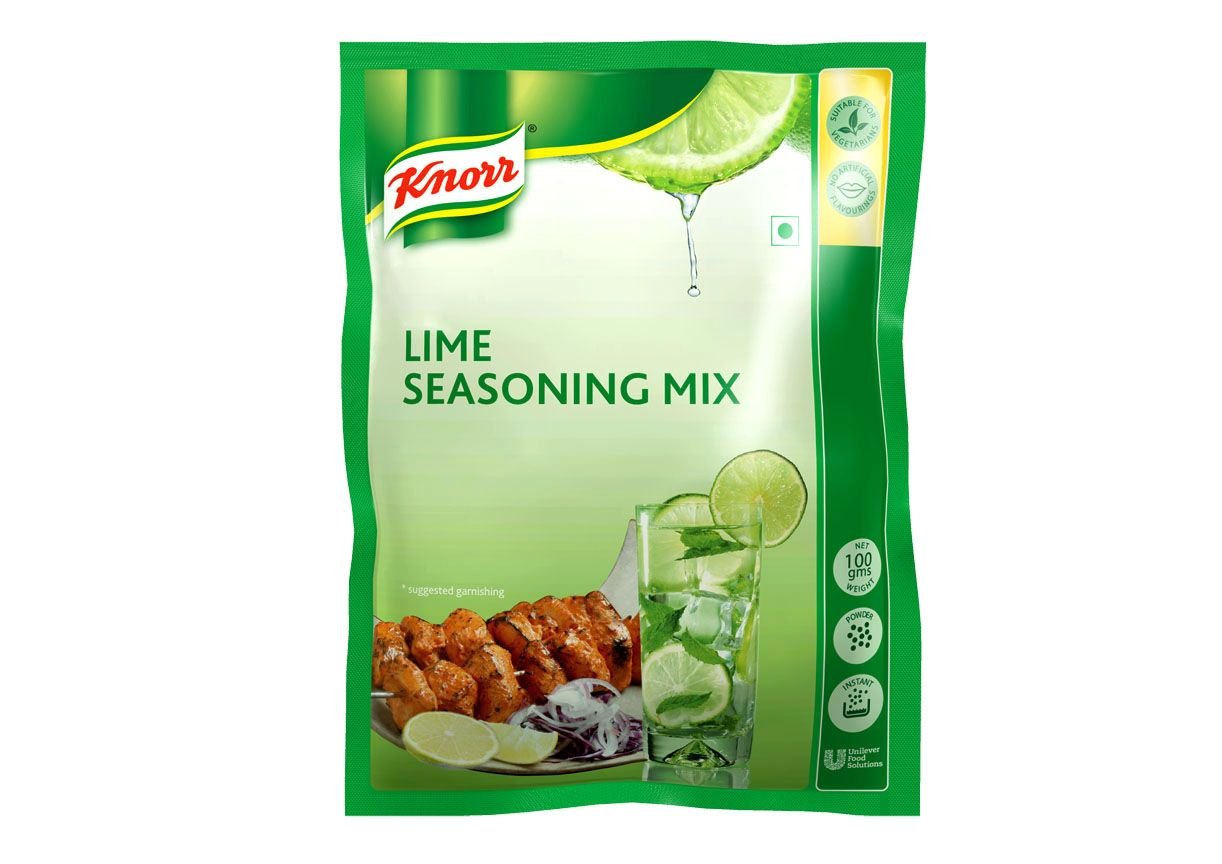 Knorr®
LIME
SEASONING MIX
* suggested garnishing
SUITABLE FOR
VEGETARIANS
NO ARTIFICIAL
FLAVOURINGS
NET
100
gms
WEIGHT
POWDER
INSTANT
Unilever
Food
Solutions